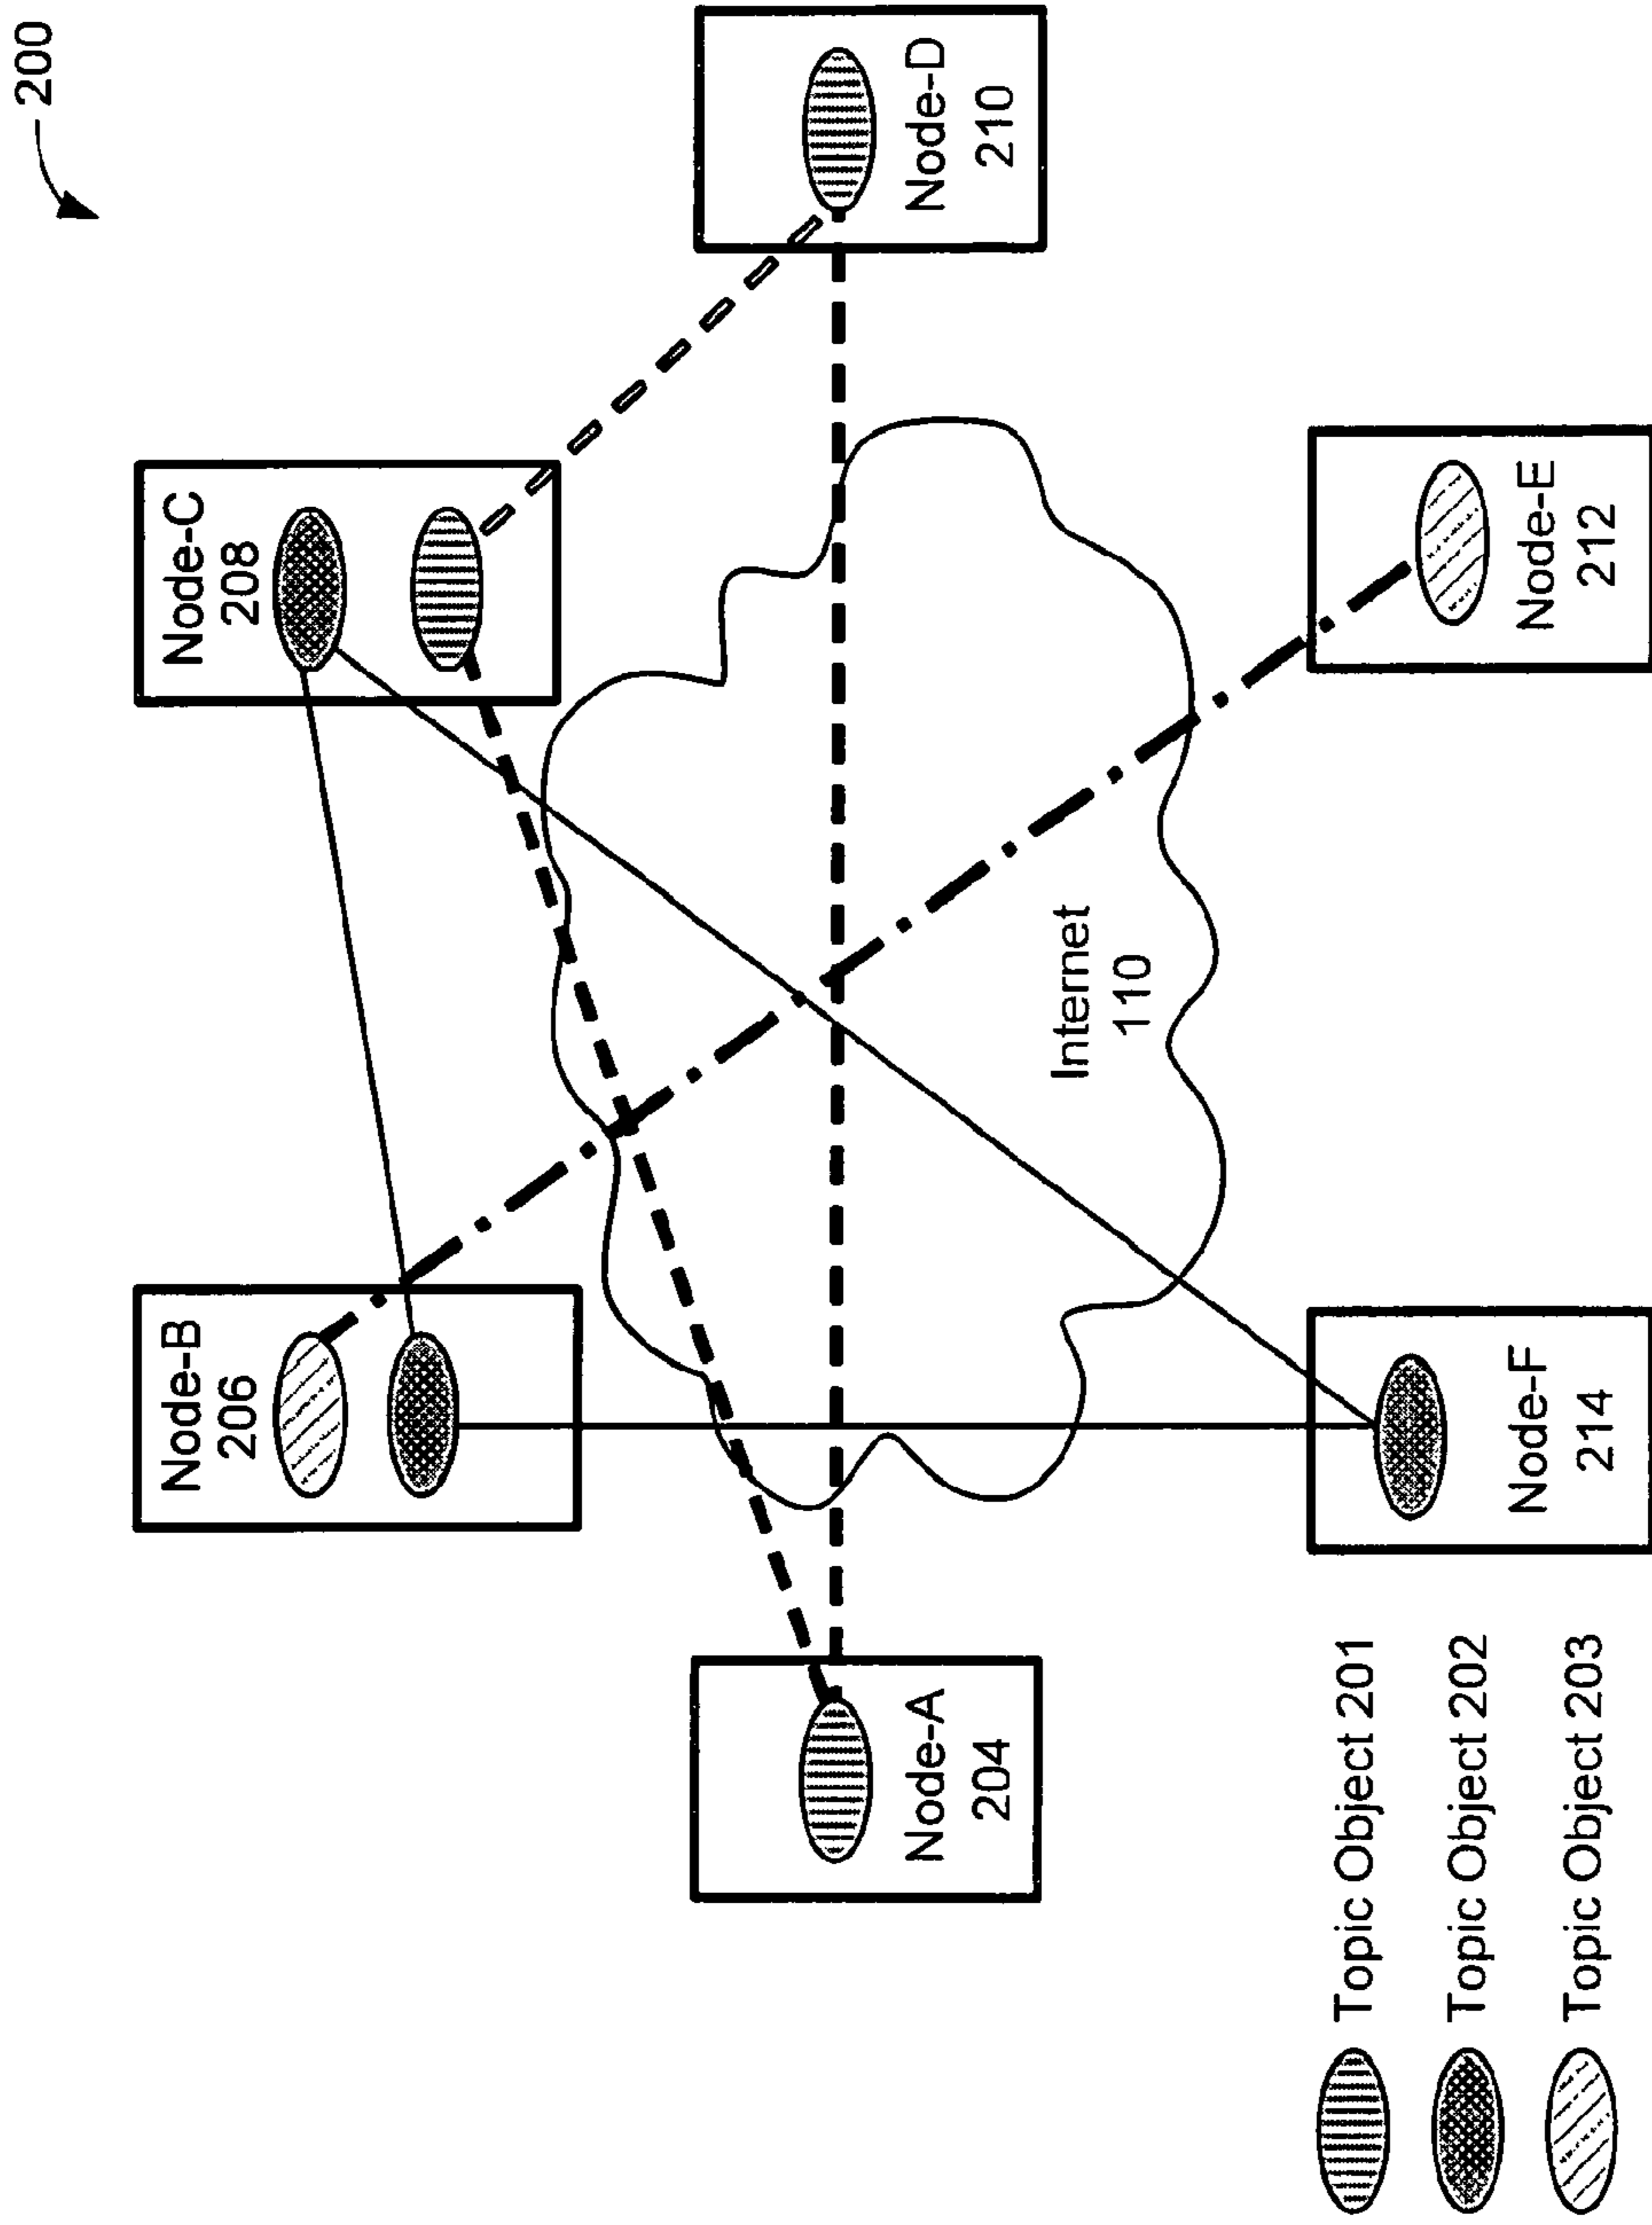 200
Node-B
206
Node-C
208
Node-A
204
Node-D
210
Internet
110
Node-F
214
Node-E
212
Topic Object 201
Topic Object 202
Topic Object 203